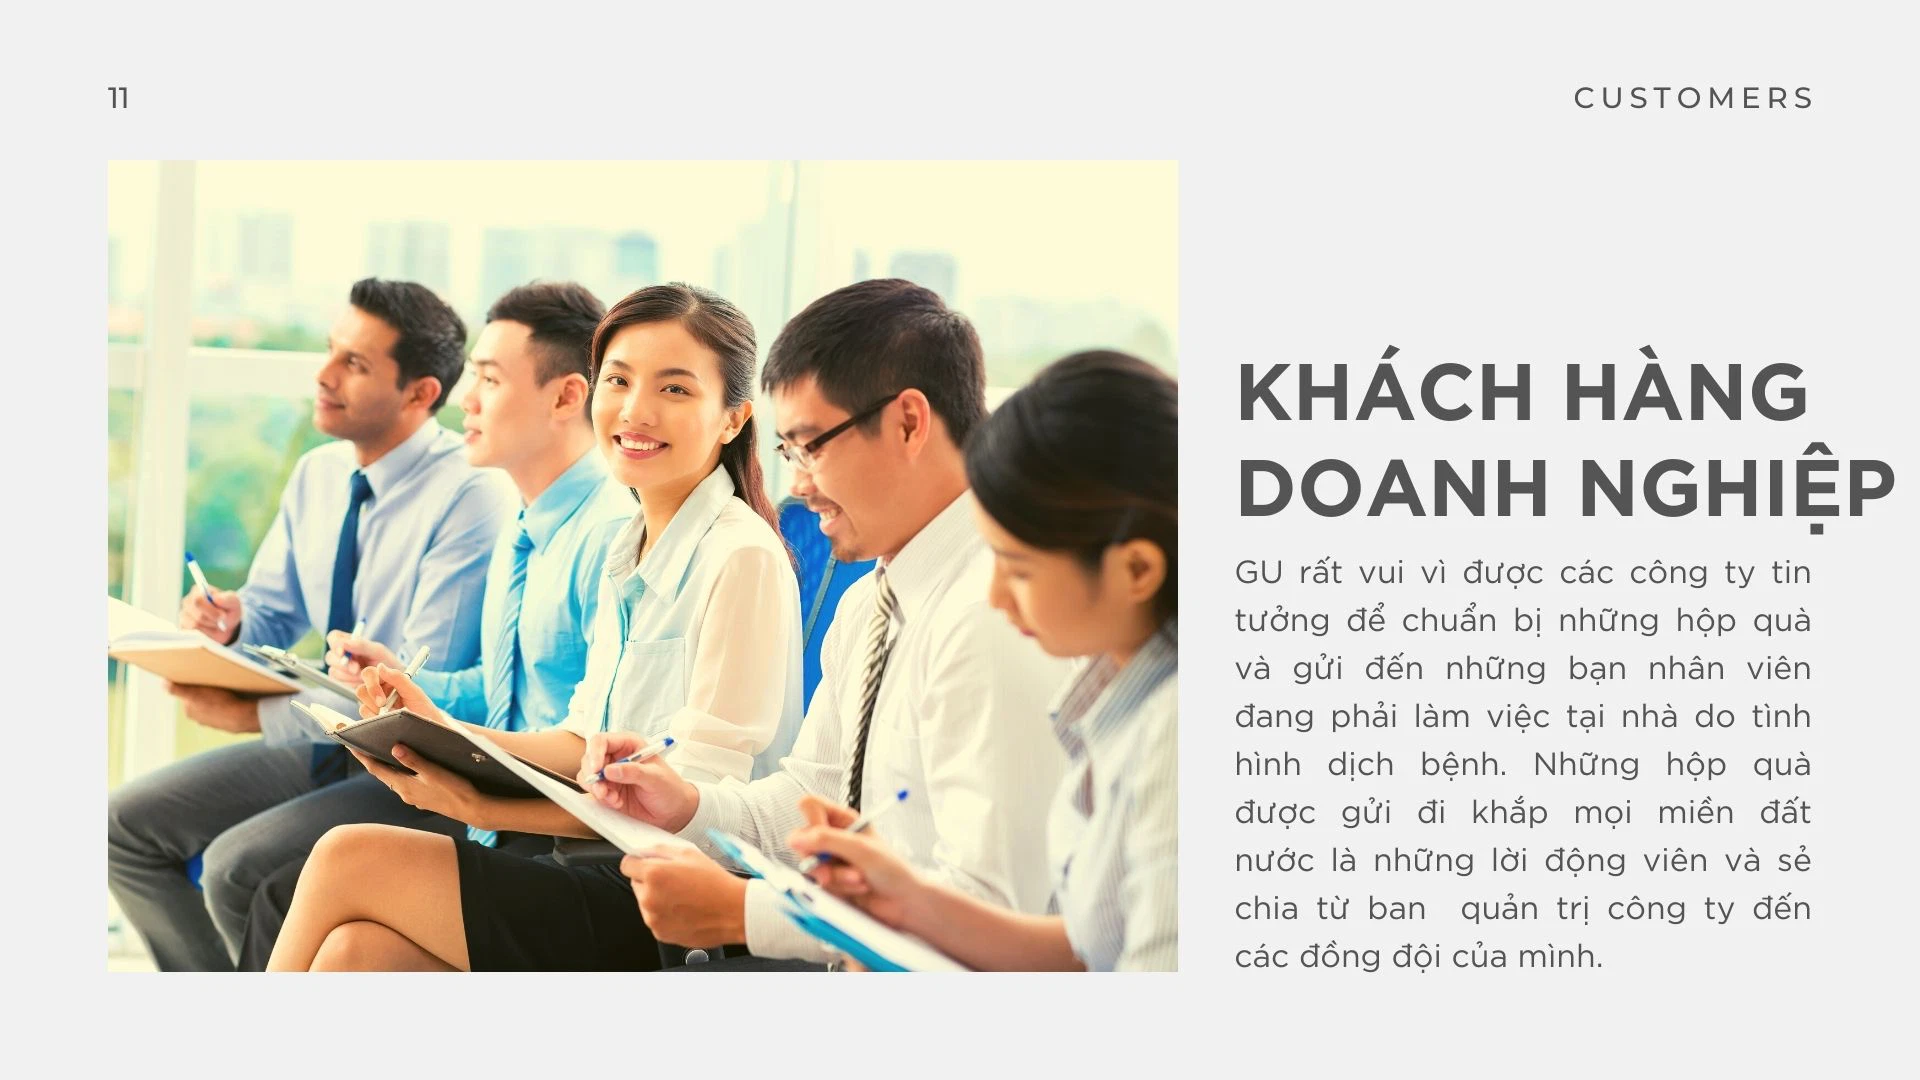 11
CUSTOMERS
KHÁCH HÀNG
DOANH NGHIỆP
GU rất vui vì được các công ty tin
tưởng để chuẩn bị những hộp quà
và gửi đến những bạn nhân viên
đang phải làm việc tại nhà do tình
hình dịch bệnh. Những hộp quà
được gửi đi khắp mọi miền đất
nước là những lời động viên và sẻ
chia từ ban  quản trị công ty đến
các đồng đội của mình.